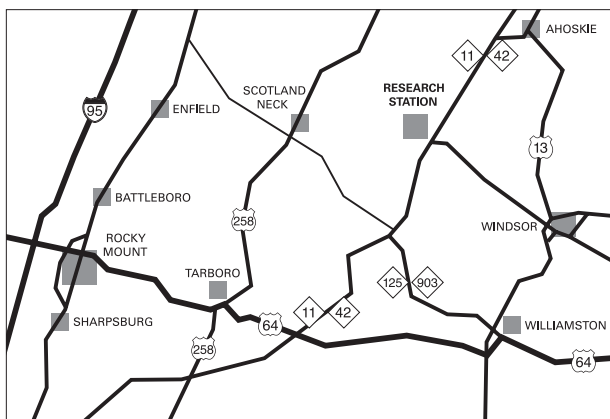 AHOSKIE
11
42
SCOTLAND
NECK
RESEARCH
STATION
95
ENFIELD
13
BATTLEBORO
258
WINDSOR
ROCKY
MOUNT
TARBORO
125
903
11
42
SHARPSBURG
64
WILLIAMSTON
258
64